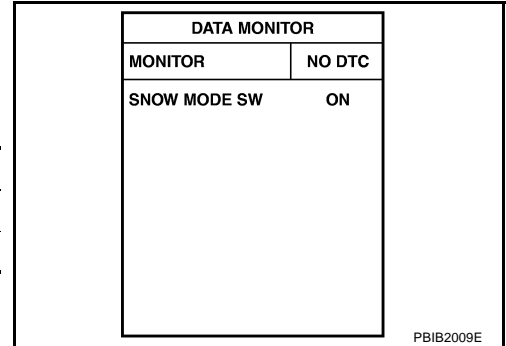 DATA MONITOR
MONITOR NO DTC
SNOW MODE SW ON
PBIB2009E